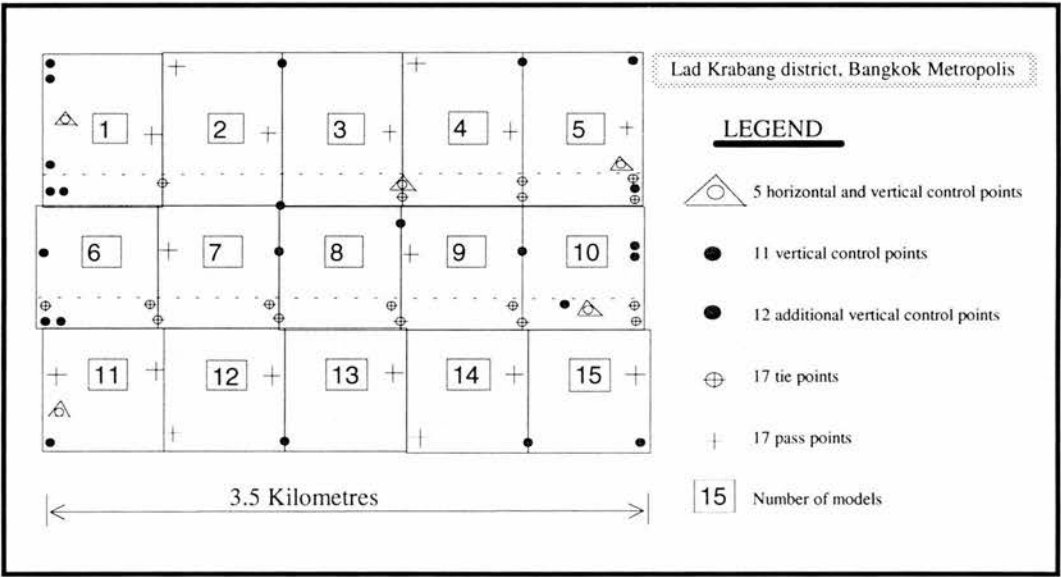 Lad Krabang district, Bangkok Metropolis
1 2 3 4 5
6 7 8 9 10
11 12 13 14 15
3.5 Kilometres
LEGEND
5 horizontal and vertical control points
11 vertical control points
12 additional vertical control points
17 tie points
17 pass points
15 Number of models